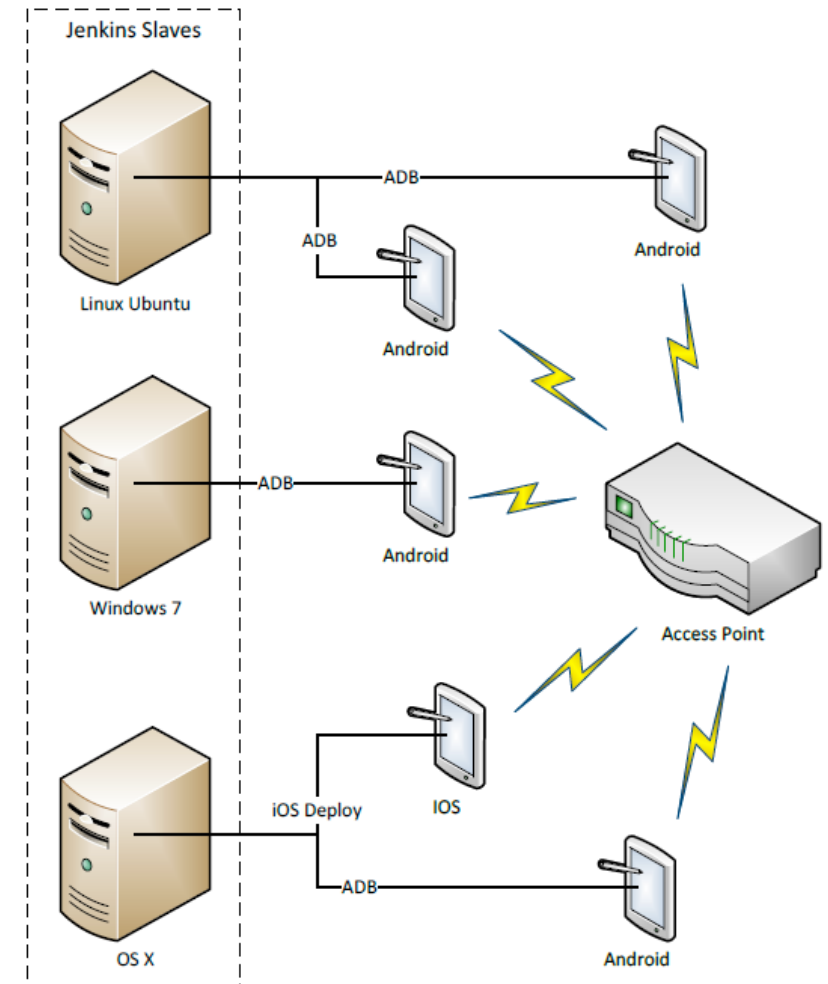 Jenkins Slaves
ADB
Android
ADB
Linux Ubuntu
Android
ADB
Android
Windows 7
Access Point
iOS Deploy
IOS
ADB
OS X
Android